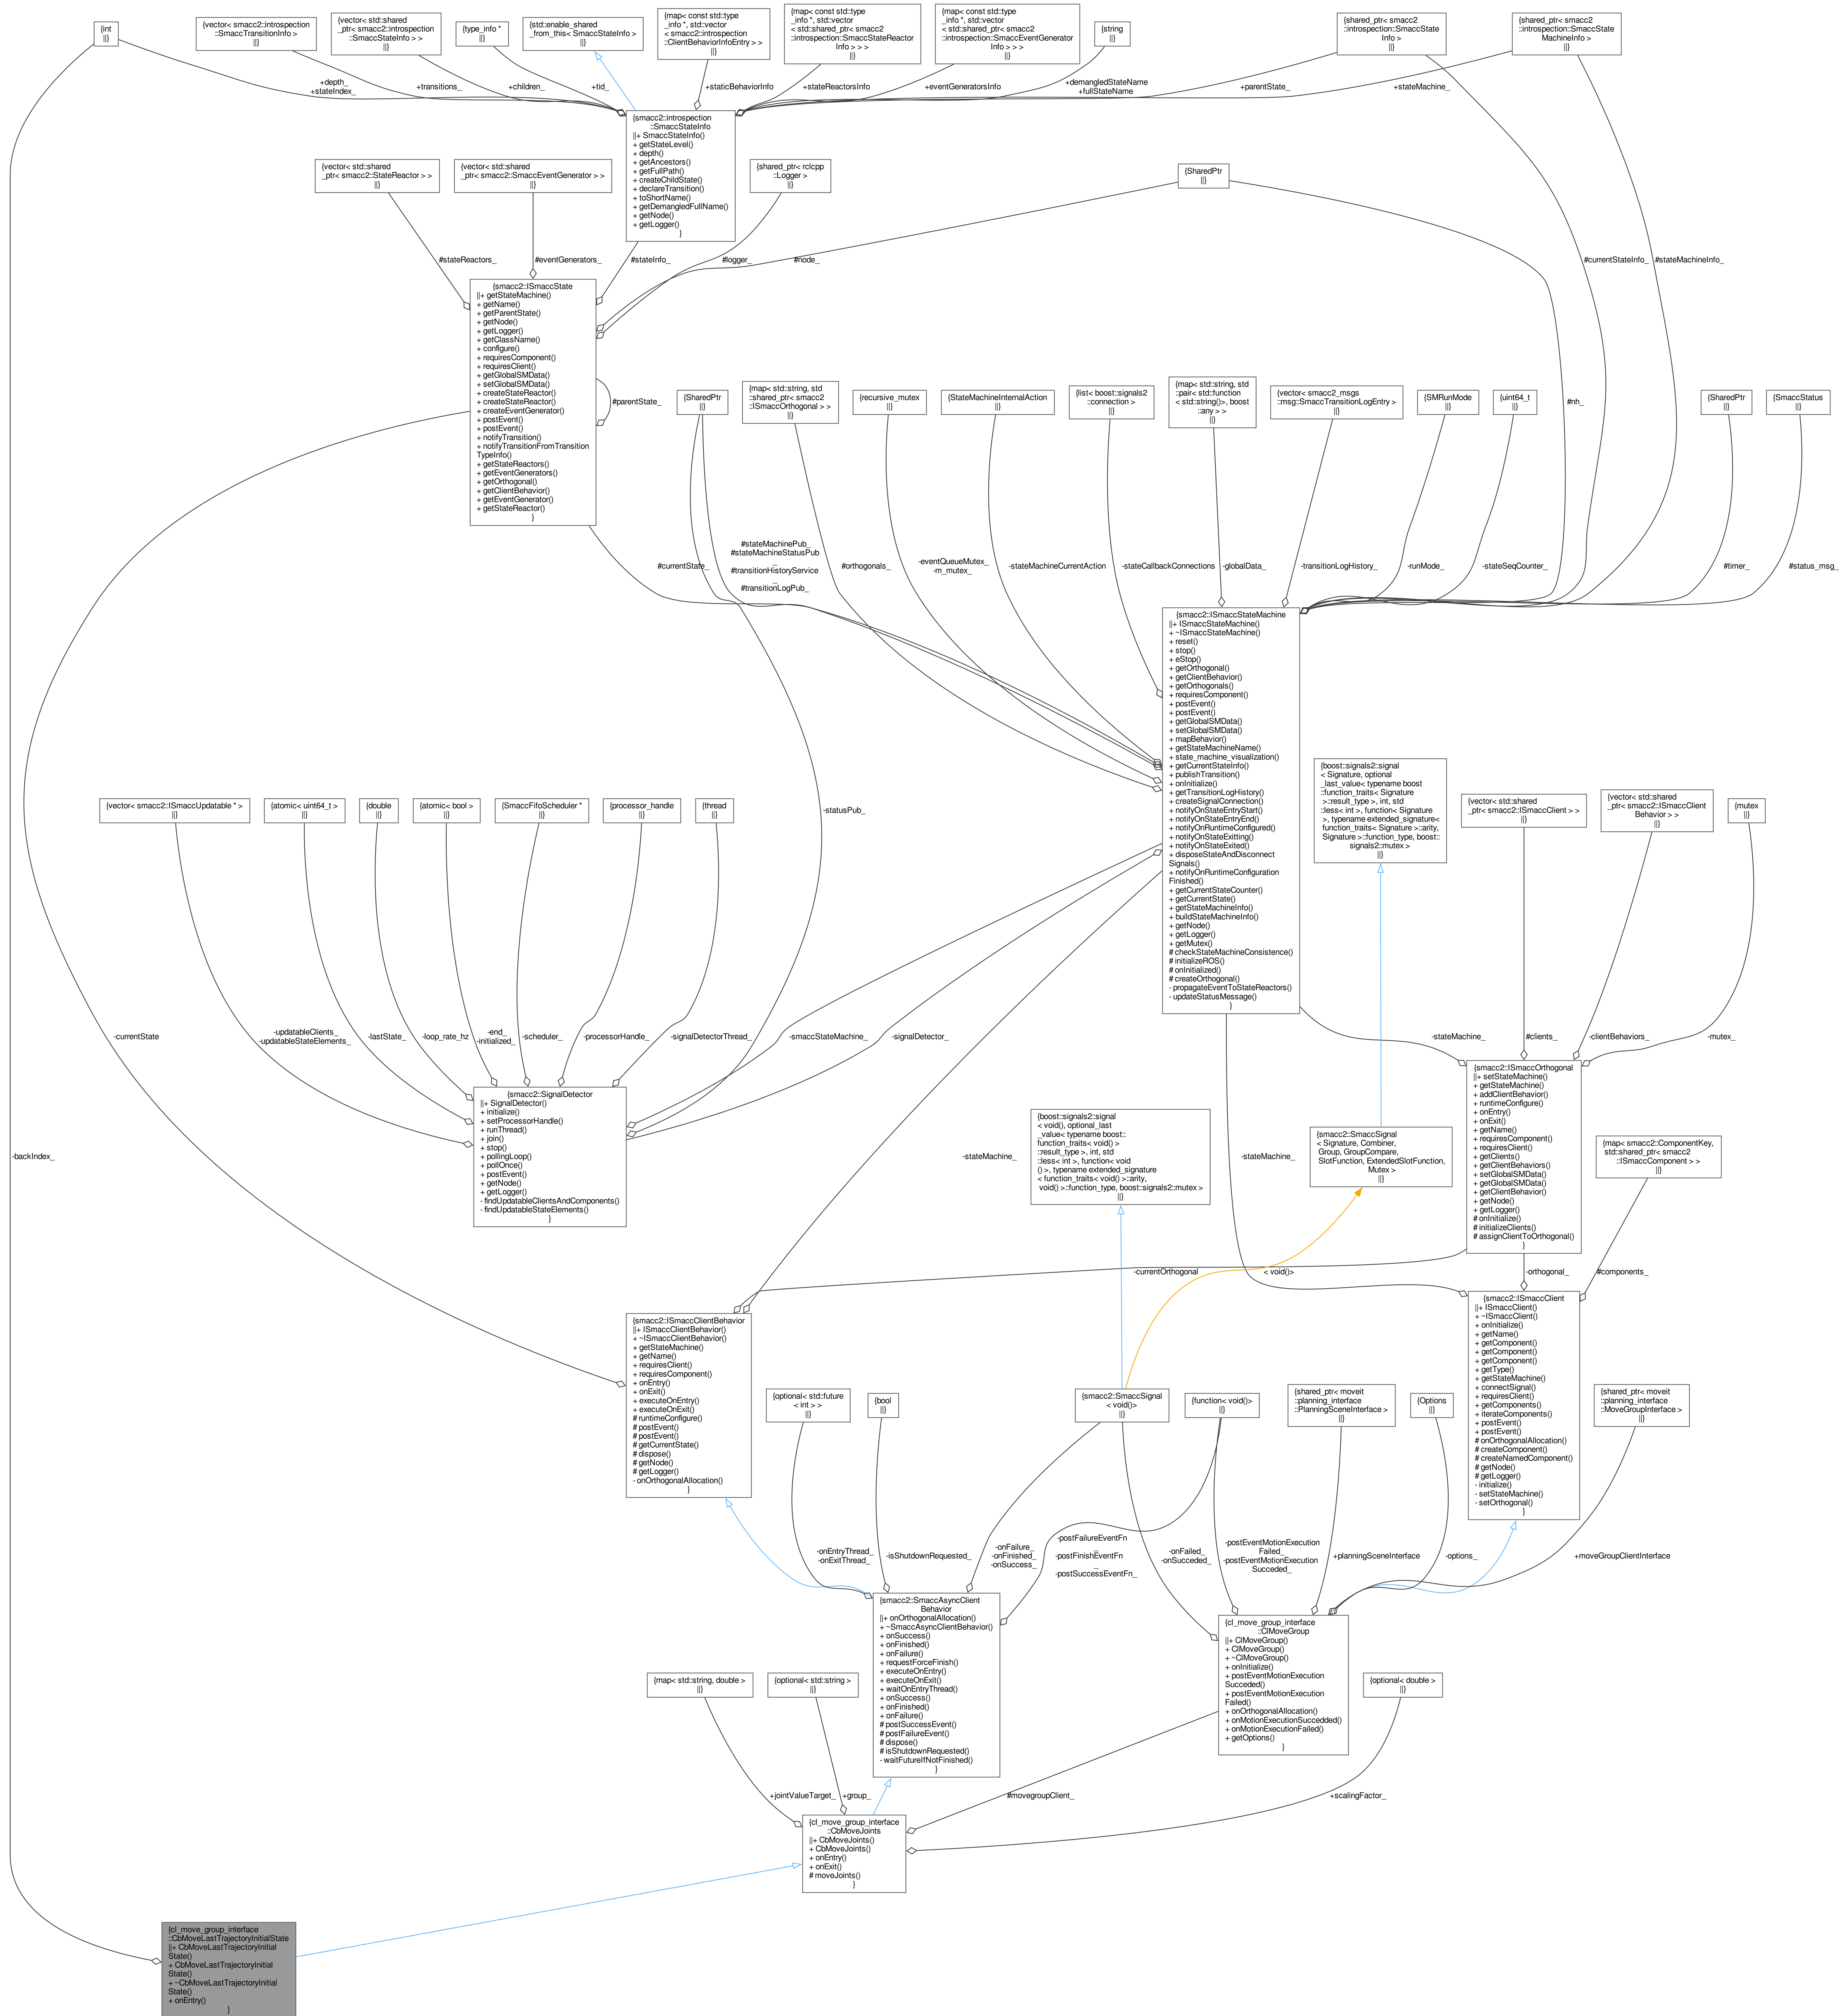 {int
||}
{vector< smacc2::introspection
::SmaccTransitionInfo >
||}
{vector< std::shared
_ptr< smacc2::introspection
::SmaccStateInfo > >
||}
{type_info *
||}
{std::enable_shared
_from_this< SmaccStateInfo >
||}
{map< const std::type
_info *, std::vector
< smacc2::introspection
::ClientBehaviorInfoEntry > >
||}
{map< const std::type
_info *, std::vector
< std::shared_ptr< smacc2
::introspection::SmaccStateReactor
Info > > >
||}
{map< const std::type
_info *, std::vector
< std::shared_ptr< smacc2
::introspection::SmaccEventGenerator
Info > > >
||}
{string
||}
{shared_ptr< smacc2
::introspection::SmaccState
Info >
||}
{shared_ptr< smacc2
::introspection::SmaccState
MachineInfo >
||}
+depth_
+stateIndex_
+transitions_
+children_
+tid_
+staticBehaviorInfo
+stateReactorsInfo
+eventGeneratorsInfo
+demangledStateName
+fullStateName
+parentState_
+stateMachine_
{smacc2::introspection
::SmaccStateInfo
||+ SmaccStateInfo()
+ getStateLevel()
+ depth()
+ getAncestors()
+ getFullPath()
+ createChildState()
+ declareTransition()
+ toShortName()
+ getDemangledFullName()
+ getNode()
+ getLogger()
}
{vector< std::shared
_ptr< smacc2::StateReactor > >
||}
{vector< std::shared
_ptr< smacc2::SmaccEventGenerator > >
||}
{shared_ptr< rclcpp
::Logger >
||}
{SharedPtr
||}
#stateReactors_
#eventGenerators_
#stateInfo_
#logger_
#node_
#currentStateInfo_
#stateMachineInfo_
{smacc2::ISmaccState
||+ getStateMachine()
+ getName()
+ getParentState()
+ getNode()
+ getLogger()
+ getClassName()
+ configure()
+ requiresComponent()
+ requiresClient()
+ getGlobalSMData()
+ setGlobalSMData()
+ createStateReactor()
+ createStateReactor()
+ createEventGenerator()
+ postEvent()
+ postEvent()
+ notifyTransition()
+ notifyTransitionFromTransition
TypeInfo()
+ getStateReactors()
+ getEventGenerators()
+ getOrthogonal()
+ getClientBehavior()
+ getEventGenerator()
+ getStateReactor()
}
#parentState_
{SharedPtr
||}
{map< std::string, std
::shared_ptr< smacc2
::ISmaccOrthogonal > >
||}
{recursive_mutex
||}
{StateMachineInternalAction
||}
{list< boost::signals2
::connection >
||}
{map< std::string, std
::pair< std::function
< std::string()>, boost
::any > >
||}
{vector< smacc2_msgs
::msg::SmaccTransitionLogEntry >
||}
{SMRunMode
||}
{uint64_t
||}
#nh_
{SharedPtr
||}
{SmaccStatus
||}
#currentState_
#stateMachinePub_
#stateMachineStatusPub
_
#transitionHistoryService
_
#transitionLogPub_
#orthogonals_
-eventQueueMutex_
-m_mutex_
-stateMachineCurrentAction
-stateCallbackConnections
-globalData_
-transitionLogHistory_
-runMode_
-stateSeqCounter_
#timer_
#status_msg_
{smacc2::ISmaccStateMachine
||+ ISmaccStateMachine()
+ ~ISmaccStateMachine()
+ reset()
+ stop()
+ eStop()
+ getOrthogonal()
+ getClientBehavior()
+ getOrthogonals()
+ requiresComponent()
+ postEvent()
+ postEvent()
+ getGlobalSMData()
+ setGlobalSMData()
+ mapBehavior()
+ getStateMachineName()
+ state_machine_visualization()
+ getCurrentStateInfo()
+ publishTransition()
+ onInitialize()
+ getTransitionLogHistory()
+ createSignalConnection()
+ notifyOnStateEntryStart()
+ notifyOnStateEntryEnd()
+ notifyOnRuntimeConfigured()
+ notifyOnStateExitting()
+ notifyOnStateExited()
+ disposeStateAndDisconnect
Signals()
+ notifyOnRuntimeConfiguration
Finished()
+ getCurrentStateCounter()
+ getCurrentState()
+ getStateMachineInfo()
+ buildStateMachineInfo()
+ getNode()
+ getLogger()
+ getMutex()
# checkStateMachineConsistence()
# initializeROS()
# onInitialized()
# createOrthogonal()
- propagateEventToStateReactors()
- updateStatusMessage()
}
{boost::signals2::signal
< Signature, optional
_last_value< typename boost
::function_traits< Signature
>::result_type >, int, std
::less< int >, function< Signature
>, typename extended_signature<
function_traits< Signature >::arity,
Signature >::function_type, boost::
signals2::mutex >
||}
{vector< std::shared
_ptr< smacc2::ISmaccClient > >
||}
{vector< std::shared
_ptr< smacc2::ISmaccClient
Behavior > >
||}
{mutex
||}
{vector< smacc2::ISmaccUpdatable * >
||}
{atomic< uint64_t >
||}
{double
||}
{atomic< bool >
||}
{SmaccFifoScheduler *
||}
{processor_handle
||}
{thread
||}
-statusPub_
-currentState
-updatableClients_
-updatableStateElements_
-lastState_
-loop_rate_hz
-end_
-initialized_
-scheduler_
-processorHandle_
-signalDetectorThread_
-smaccStateMachine_
-signalDetector_
-stateMachine_
#clients_
-clientBehaviors_
-mutex_
{smacc2::SignalDetector
||+ SignalDetector()
+ initialize()
+ setProcessorHandle()
+ runThread()
+ join()
+ stop()
+ pollingLoop()
+ pollOnce()
+ postEvent()
+ getNode()
+ getLogger()
- findUpdatableClientsAndComponents()
- findUpdatableStateElements()
}
{smacc2::ISmaccOrthogonal
||+ setStateMachine()
+ getStateMachine()
+ addClientBehavior()
+ runtimeConfigure()
+ onEntry()
+ onExit()
+ getName()
+ requiresComponent()
+ requiresClient()
+ getClients()
+ getClientBehaviors()
+ setGlobalSMData()
+ getGlobalSMData()
+ getClientBehavior()
+ getNode()
+ getLogger()
# onInitialize()
# initializeClients()
# assignClientToOrthogonal()
}
-backIndex_
-stateMachine_
{boost::signals2::signal
< void(), optional_last
_value< typename boost::
function_traits< void() >
::result_type >, int, std
::less< int >, function< void
() >, typename extended_signature
< function_traits< void() >::arity,
void() >::function_type, boost::signals2::mutex >
||}
-stateMachine_
{smacc2::SmaccSignal
< Signature, Combiner,
Group, GroupCompare,
SlotFunction, ExtendedSlotFunction,
Mutex >
||}
{map< smacc2::ComponentKey,
std::shared_ptr< smacc2
::ISmaccComponent > >
||}
-currentOrthogonal
< void()>
-orthogonal_
#components_
{smacc2::ISmaccClientBehavior
||+ ISmaccClientBehavior()
+ ~ISmaccClientBehavior()
+ getStateMachine()
+ getName()
+ requiresClient()
+ requiresComponent()
+ onEntry()
+ onExit()
+ executeOnEntry()
+ executeOnExit()
# runtimeConfigure()
# postEvent()
# postEvent()
# getCurrentState()
# dispose()
# getNode()
# getLogger()
- onOrthogonalAllocation()
}
{smacc2::ISmaccClient
||+ ISmaccClient()
+ ~ISmaccClient()
+ onInitialize()
+ getName()
+ getComponent()
+ getComponent()
+ getComponent()
+ getType()
+ getStateMachine()
+ connectSignal()
+ requiresClient()
+ getComponents()
+ iterateComponents()
+ postEvent()
+ postEvent()
# onOrthogonalAllocation()
# createComponent()
# createNamedComponent()
# getNode()
# getLogger()
- initialize()
- setStateMachine()
- setOrthogonal()
}
{optional< std::future
< int > >
||}
{bool
||}
{smacc2::SmaccSignal
< void()>
||}
{function< void()>
||}
{shared_ptr< moveit
::planning_interface
::PlanningSceneInterface >
||}
{Options
||}
{shared_ptr< moveit
::planning_interface
::MoveGroupInterface >
||}
-onEntryThread_
-onExitThread_
-isShutdownRequested_
-onFailure_
-onFinished_
-onSuccess_
-postFailureEventFn
_
-postFinishEventFn
_
-postSuccessEventFn_
-onFailed_
-onSucceded_
-postEventMotionExecution
Failed_
-postEventMotionExecution
Succeded_
+planningSceneInterface
-options_
+moveGroupClientInterface
{smacc2::SmaccAsyncClient
Behavior
||+ onOrthogonalAllocation()
+ ~SmaccAsyncClientBehavior()
+ onSuccess()
+ onFinished()
+ onFailure()
+ requestForceFinish()
+ executeOnEntry()
+ executeOnExit()
+ waitOnEntryThread()
+ onSuccess()
+ onFinished()
+ onFailure()
# postSuccessEvent()
# postFailureEvent()
# dispose()
# isShutdownRequested()
- waitFutureIfNotFinished()
}
{cl_move_group_interface
::ClMoveGroup
||+ ClMoveGroup()
+ ClMoveGroup()
+ ~ClMoveGroup()
+ onInitialize()
+ postEventMotionExecution
Succeded()
+ postEventMotionExecution
Failed()
+ onOrthogonalAllocation()
+ onMotionExecutionSuccedded()
+ onMotionExecutionFailed()
+ getOptions()
}
{map< std::string, double >
||}
{optional< std::string >
||}
{optional< double >
||}
+jointValueTarget_
+group_
#movegroupClient_
+scalingFactor_
{cl_move_group_interface
::CbMoveJoints
||+ CbMoveJoints()
+ CbMoveJoints()
+ onEntry()
+ onExit()
# moveJoints()
}
{cl_move_group_interface
::CbMoveLastTrajectoryInitialState
||+ CbMoveLastTrajectoryInitial
State()
+ CbMoveLastTrajectoryInitial
State()
+ ~CbMoveLastTrajectoryInitial
State()
+ onEntry()
}